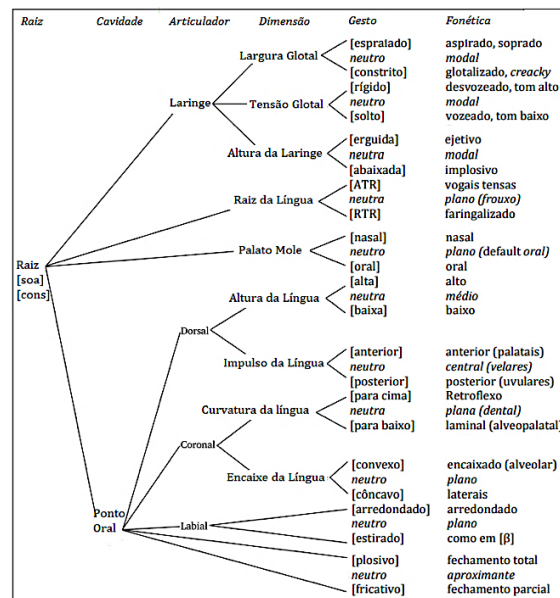 Raiz Cavidade Articulador Dimensão Gesto Fonética
[espraiado] aspirado, soprado
Largura Glotal neutro modal
[constrito] glotalizado, creacky
[rígido] desvozeado, tom alto
Laringe Tensão Glotal neutro modal
[solto] vozeado, tom baixo
[erguida] ejetivo
Altura da Laringe neutra modal
[abaixada] implosivo
[ATR] vogais tensas
Raiz da Língua neutra plano (frouxo)
[RTR] faringalizado
[nasal] nasal
Palato Mole neutro plano (default oral)
Raiz [oral] oral
[soa] [alta] alto
[cons] Altura da Língua neutra médio
[baixa] baixo
Dorsal
[anterior] anterior (palatais)
Impulso da Língua neutro central (velares)
[posterior] posterior (uvulares)
[para cima] Retroflexo
Curvatura da língua neutra plana (dental)
[para baixo] laminal (alveopalatal)
Coronal
[convexo] encaixado (alveolar)
Encaixe da Língua neutro plano
[côncavo] laterais
Ponto [arredondado] arredondado
Oral Labial neutro plano
[estirado] como em [β]
[plosivo] fechamento total
neutro aproximante
[fricativo] fechamento parcial